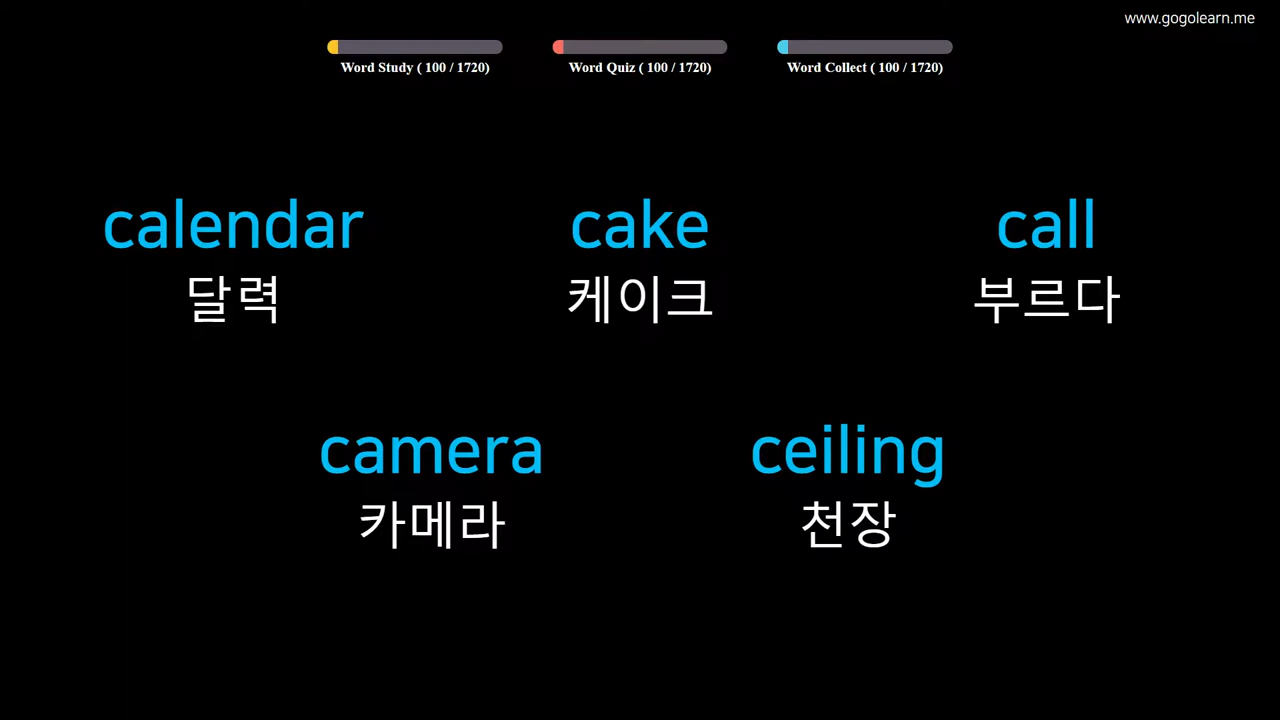 www.gogolearn.me
Word Study ( 100 / 1720)
Word Quiz ( 100 / 1720)
Word Collect ( 100 / 1720)
calendar
달력
cake
케이크
call
부르다
camera
카메라
ceiling
천장